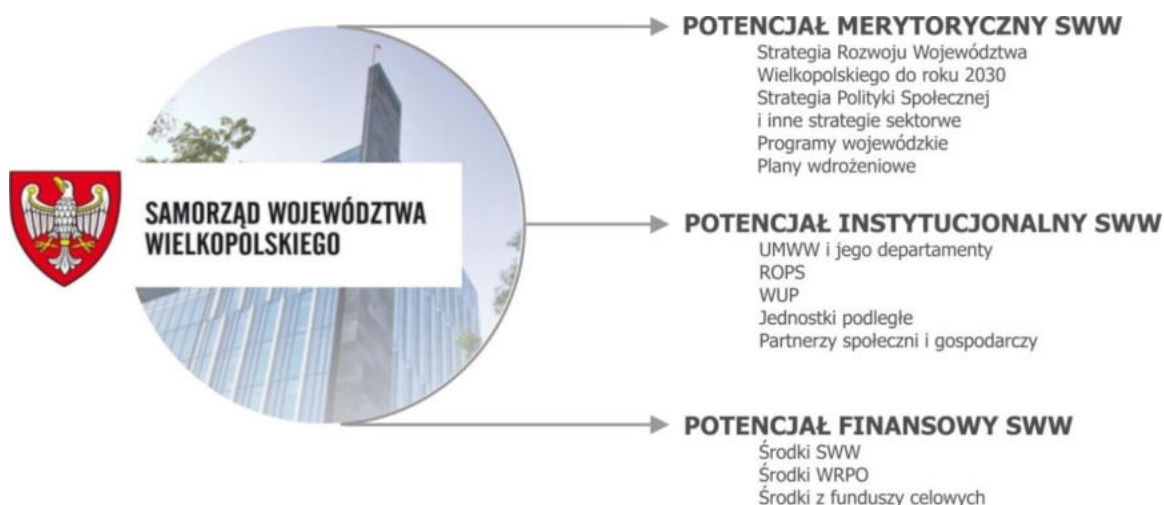 SAMORZĄD WOJEWÓDZTWA
WIELKOPOLSKIEGO
POTENCJAŁ MERYTORYCZNY SWW
Strategia Rozwoju Województwa
Wielkopolskiego do roku 2030
Strategia Polityki Społecznej
i inne strategie sektorwe
Programy wojewódzkie
Plany wdrożeniowe
POTENCJAŁ INSTYTUCJONALNY SWW
UMWW i jego departamenty
ROPS
WUP
Jednostki podległe
Partnerzy społeczni i gospodarczy
POTENCJAŁ FINANSOWY SWW
Środki SWW
Środki WRPO
Środki z funduszy celowych